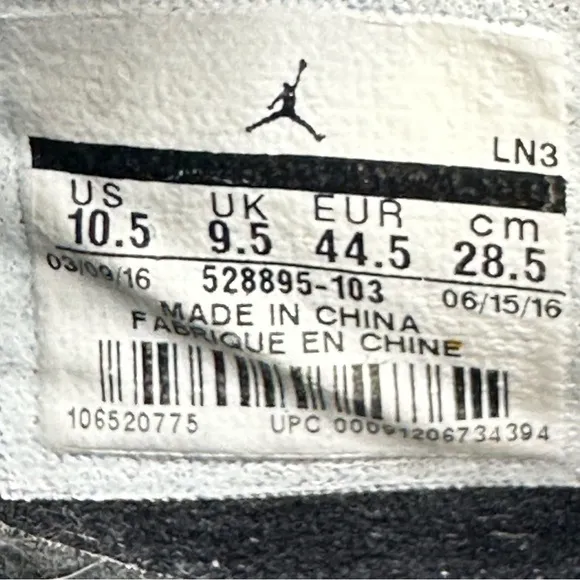 LN3
US UK EUR cm
10.5 9.5 44.5 28.5
03/09/16 528895-103 06/15/16
MADE IN CHINA
FABRIQUE EN CHINE
106520775 UPC 00091206734394